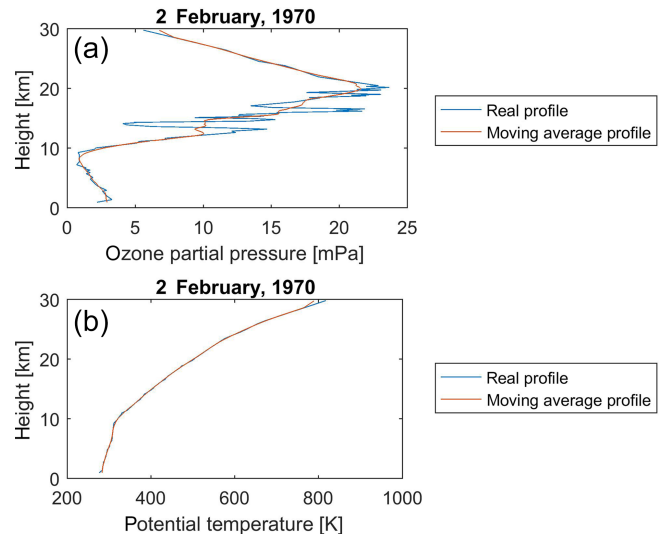 2 February, 1970
(a)
Height [km]
30
20
10
0
0 5 10 15 20 25
Ozone partial pressure [mPa]
Real profile
Moving average profile
2 February, 1970
(b)
Height [km]
30
20
10
0
200 400 600 800 1000
Potential temperature [K]
Real profile
Moving average profile